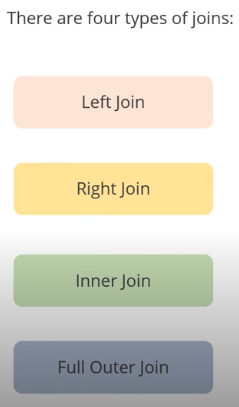 There are four types of joins:
Left Join
Right Join
Inner Join
Full Outer Join